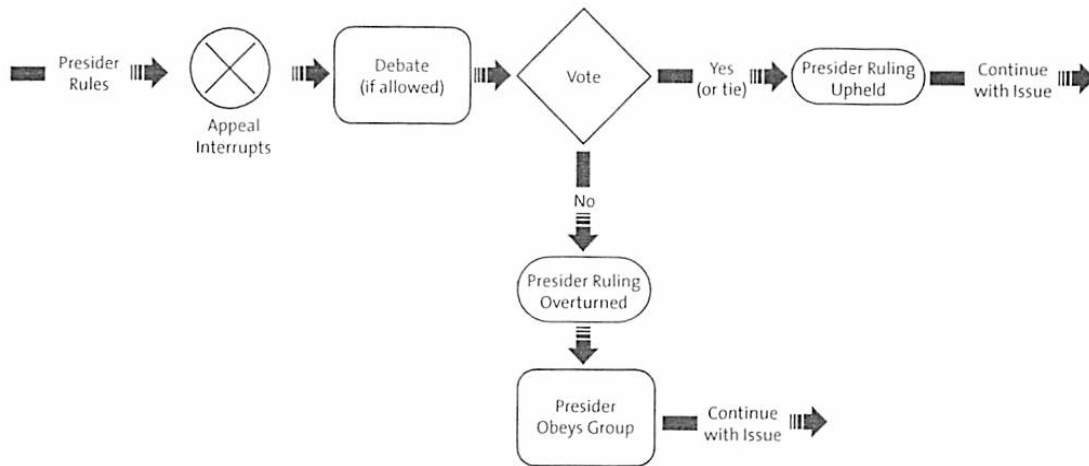 Presider
Rules
Appeal
Interrupts
Debate
(if allowed)
Vote
Yes
(or tie)
Presider Ruling
Upheld
Continue
with Issue
No
Presider Ruling
Overturned
Presider
Obeys Group
Continue
with Issue